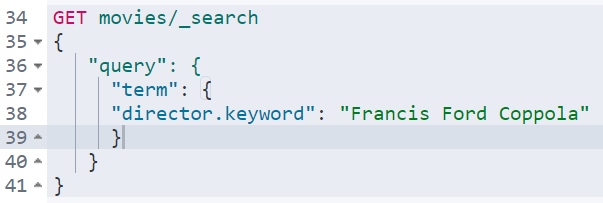 34 GET movies/_search
35 {
36 "query": {
37 "term": {
38 "director.keyword": "Francis Ford Coppola"
39 }
40 }
41 }